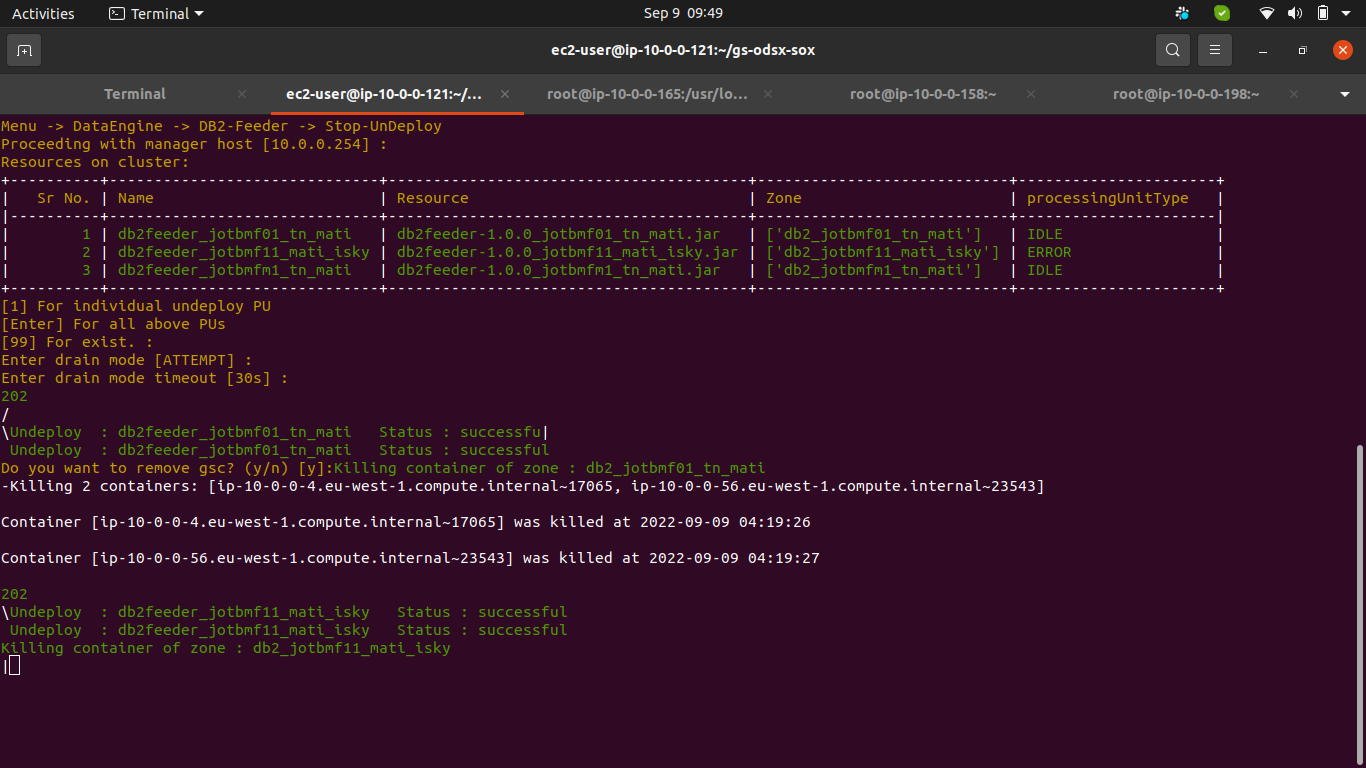 Activities Terminal Sep 9 09:49
ec2-user@ip-10-0-0-121:~/gs-odsx-sox
Terminal ec2-user@ip-10-0-0-121:~/... root@ip-10-0-0-165:/usr/lo... root@ip-10-0-0-158:~ root@ip-10-0-0-198:~
Menu -> DataEngine -> DB2-Feeder -> Stop-UnDeploy
Proceeding with manager host [10.0.0.254] :
Resources on cluster:
+----------+------------------------------+----------------------------------------+----------------------------+----------------------+
|   Sr No. | Name                         | Resource                               | Zone                       | processingUnitType   |
|----------+------------------------------+----------------------------------------+----------------------------+----------------------|
|        1 | db2feeder_jotbmf01_tn_mati   | db2feeder-1.0.0_jotbmf01_tn_mati.jar   | ['db2_jotbmf01_tn_mati']   | IDLE                 |
|        2 | db2feeder_jotbmf11_mati_isky | db2feeder-1.0.0_jotbmf11_mati_isky.jar | ['db2_jotbmf11_mati_isky'] | ERROR                |
|        3 | db2feeder_jotbmfm1_tn_mati   | db2feeder-1.0.0_jotbmfm1_tn_mati.jar   | ['db2_jotbmfm1_tn_mati']   | IDLE                 |
+----------+------------------------------+----------------------------------------+----------------------------+----------------------+
[1] For individual undeploy PU
[Enter] For all above PUs
[99] For exist. :
Enter drain mode [ATTEMPT] :
Enter drain mode timeout [30s] :
202
/
\Undeploy  : db2feeder_jotbmf01_tn_mati   Status : successfu|
 Undeploy  : db2feeder_jotbmf01_tn_mati   Status : successful
Do you want to remove gsc? (y/n) [y]:Killing container of zone : db2_jotbmf01_tn_mati
-Killing 2 containers: [ip-10-0-0-4.eu-west-1.compute.internal~17065, ip-10-0-0-56.eu-west-1.compute.internal~23543]
Container [ip-10-0-0-4.eu-west-1.compute.internal~17065] was killed at 2022-09-09 04:19:26
Container [ip-10-0-0-56.eu-west-1.compute.internal~23543] was killed at 2022-09-09 04:19:27
202
\Undeploy  : db2feeder_jotbmf11_mati_isky   Status : successful
 Undeploy  : db2feeder_jotbmf11_mati_isky   Status : successful
Killing container of zone : db2_jotbmf11_mati_isky
|